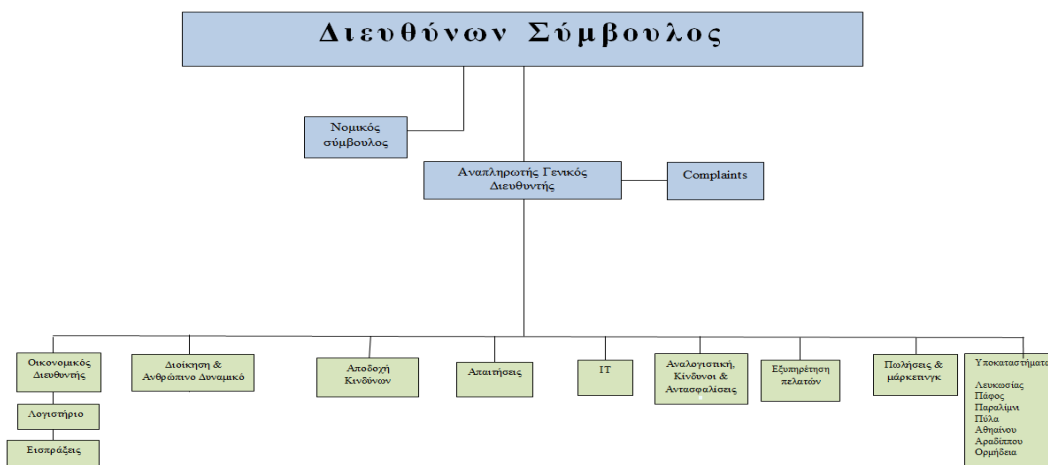 Διευθύνων Σύμβουλος
Νομικός
σύμβουλος
Αναπληρωτής Γενικός
Διευθυντής
Complaints
Οικονομικός
Διευθυντής
Λογιστήριο
Εισπράξεις
Διοίκηση &
Ανθρώπινο Δυναμικό
Αποδοχή
Κινδύνων
Απαιτήσεις
IT
Αναλογιστική,
Κίνδυνοι &
Αντασφαλίσεις
Εξυπηρέτηση
πελατών
Πωλήσεις &
μάρκετινγκ
Υποκαταστήματα
Λευκωσίας
Πάφος
Παραλίμνι
Πύλα
Αθηαίνου
Αραδίππου
Ορμήδεια